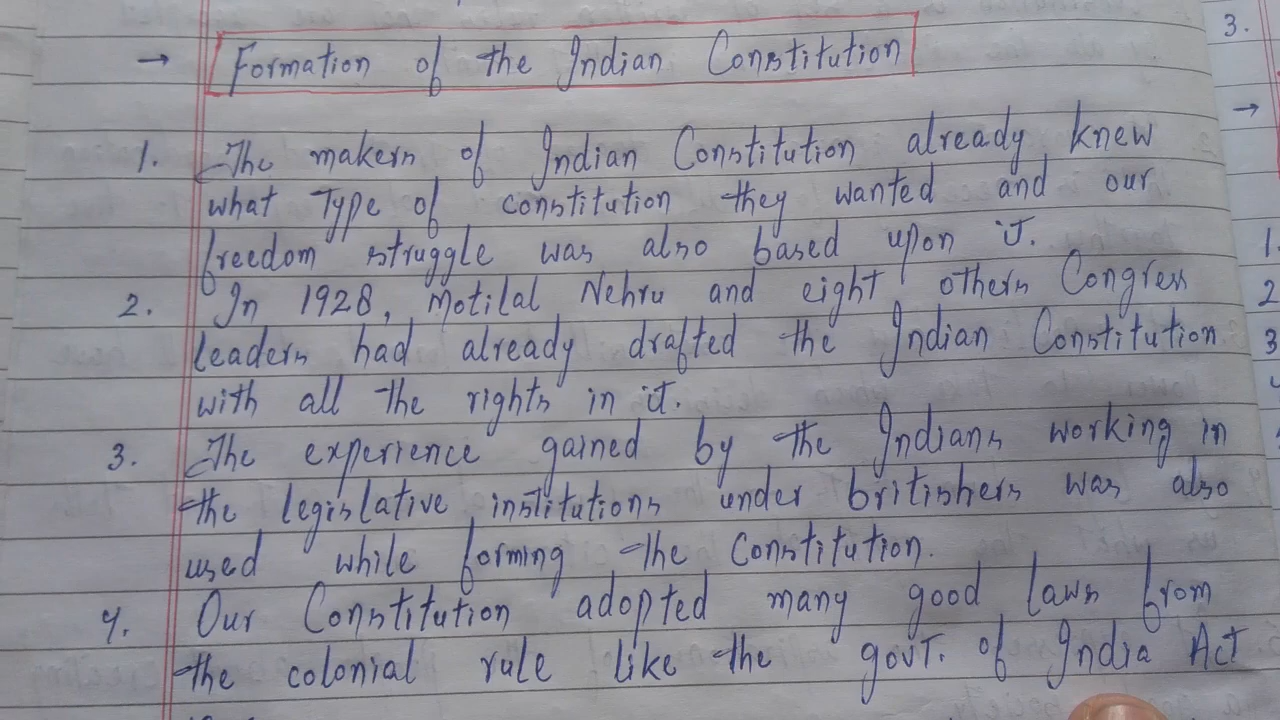 → Formation of the Indian Constitution
1. The makers of Indian Constitution already knew
what Type of constitution they wanted and our
freedom struggle was also based upon it.
2. In 1928, Motilal Nehru and eight others Congress
leaders had already drafted the Indian Constitution
with all the rights in it.
3. The experience gained by the Indians working in
the legislative institutions under britishers was also
used while forming the Constitution.
4. Our Constitution adopted many good laws from
the colonial rule like the govt. of India Act
3.
→
1.
2
3